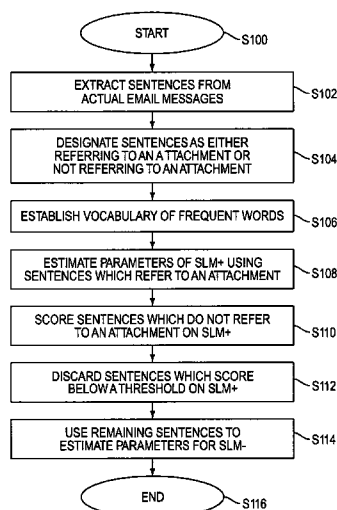 START
S100
EXTRACT SENTENCES FROM
ACTUAL EMAIL MESSAGES
S102
DESIGNATE SENTENCES AS EITHER
REFERRING TO AN A TTACHMENT OR
NOT REFERRING TO AN ATTACHMENT
S104
ESTABLISH VOCABULARY OF FREQUENT WORDS
S106
ESTIMATE PARAMETERS OF SLM+ USING
SENTENCES WHICH REFER TO AN ATTACHMENT
S108
SCORE SENTENCES WHICH DO NOT REFER
TO AN ATTACHMENT ON SLM+
S110
DISCARD SENTENCES WHICH SCORE
BELOW A THRESHOLD ON SLM+
S112
USE REMAINING SENTENCES TO
ESTIMATE PARAMETERS FOR SLM-
S114
END
S116